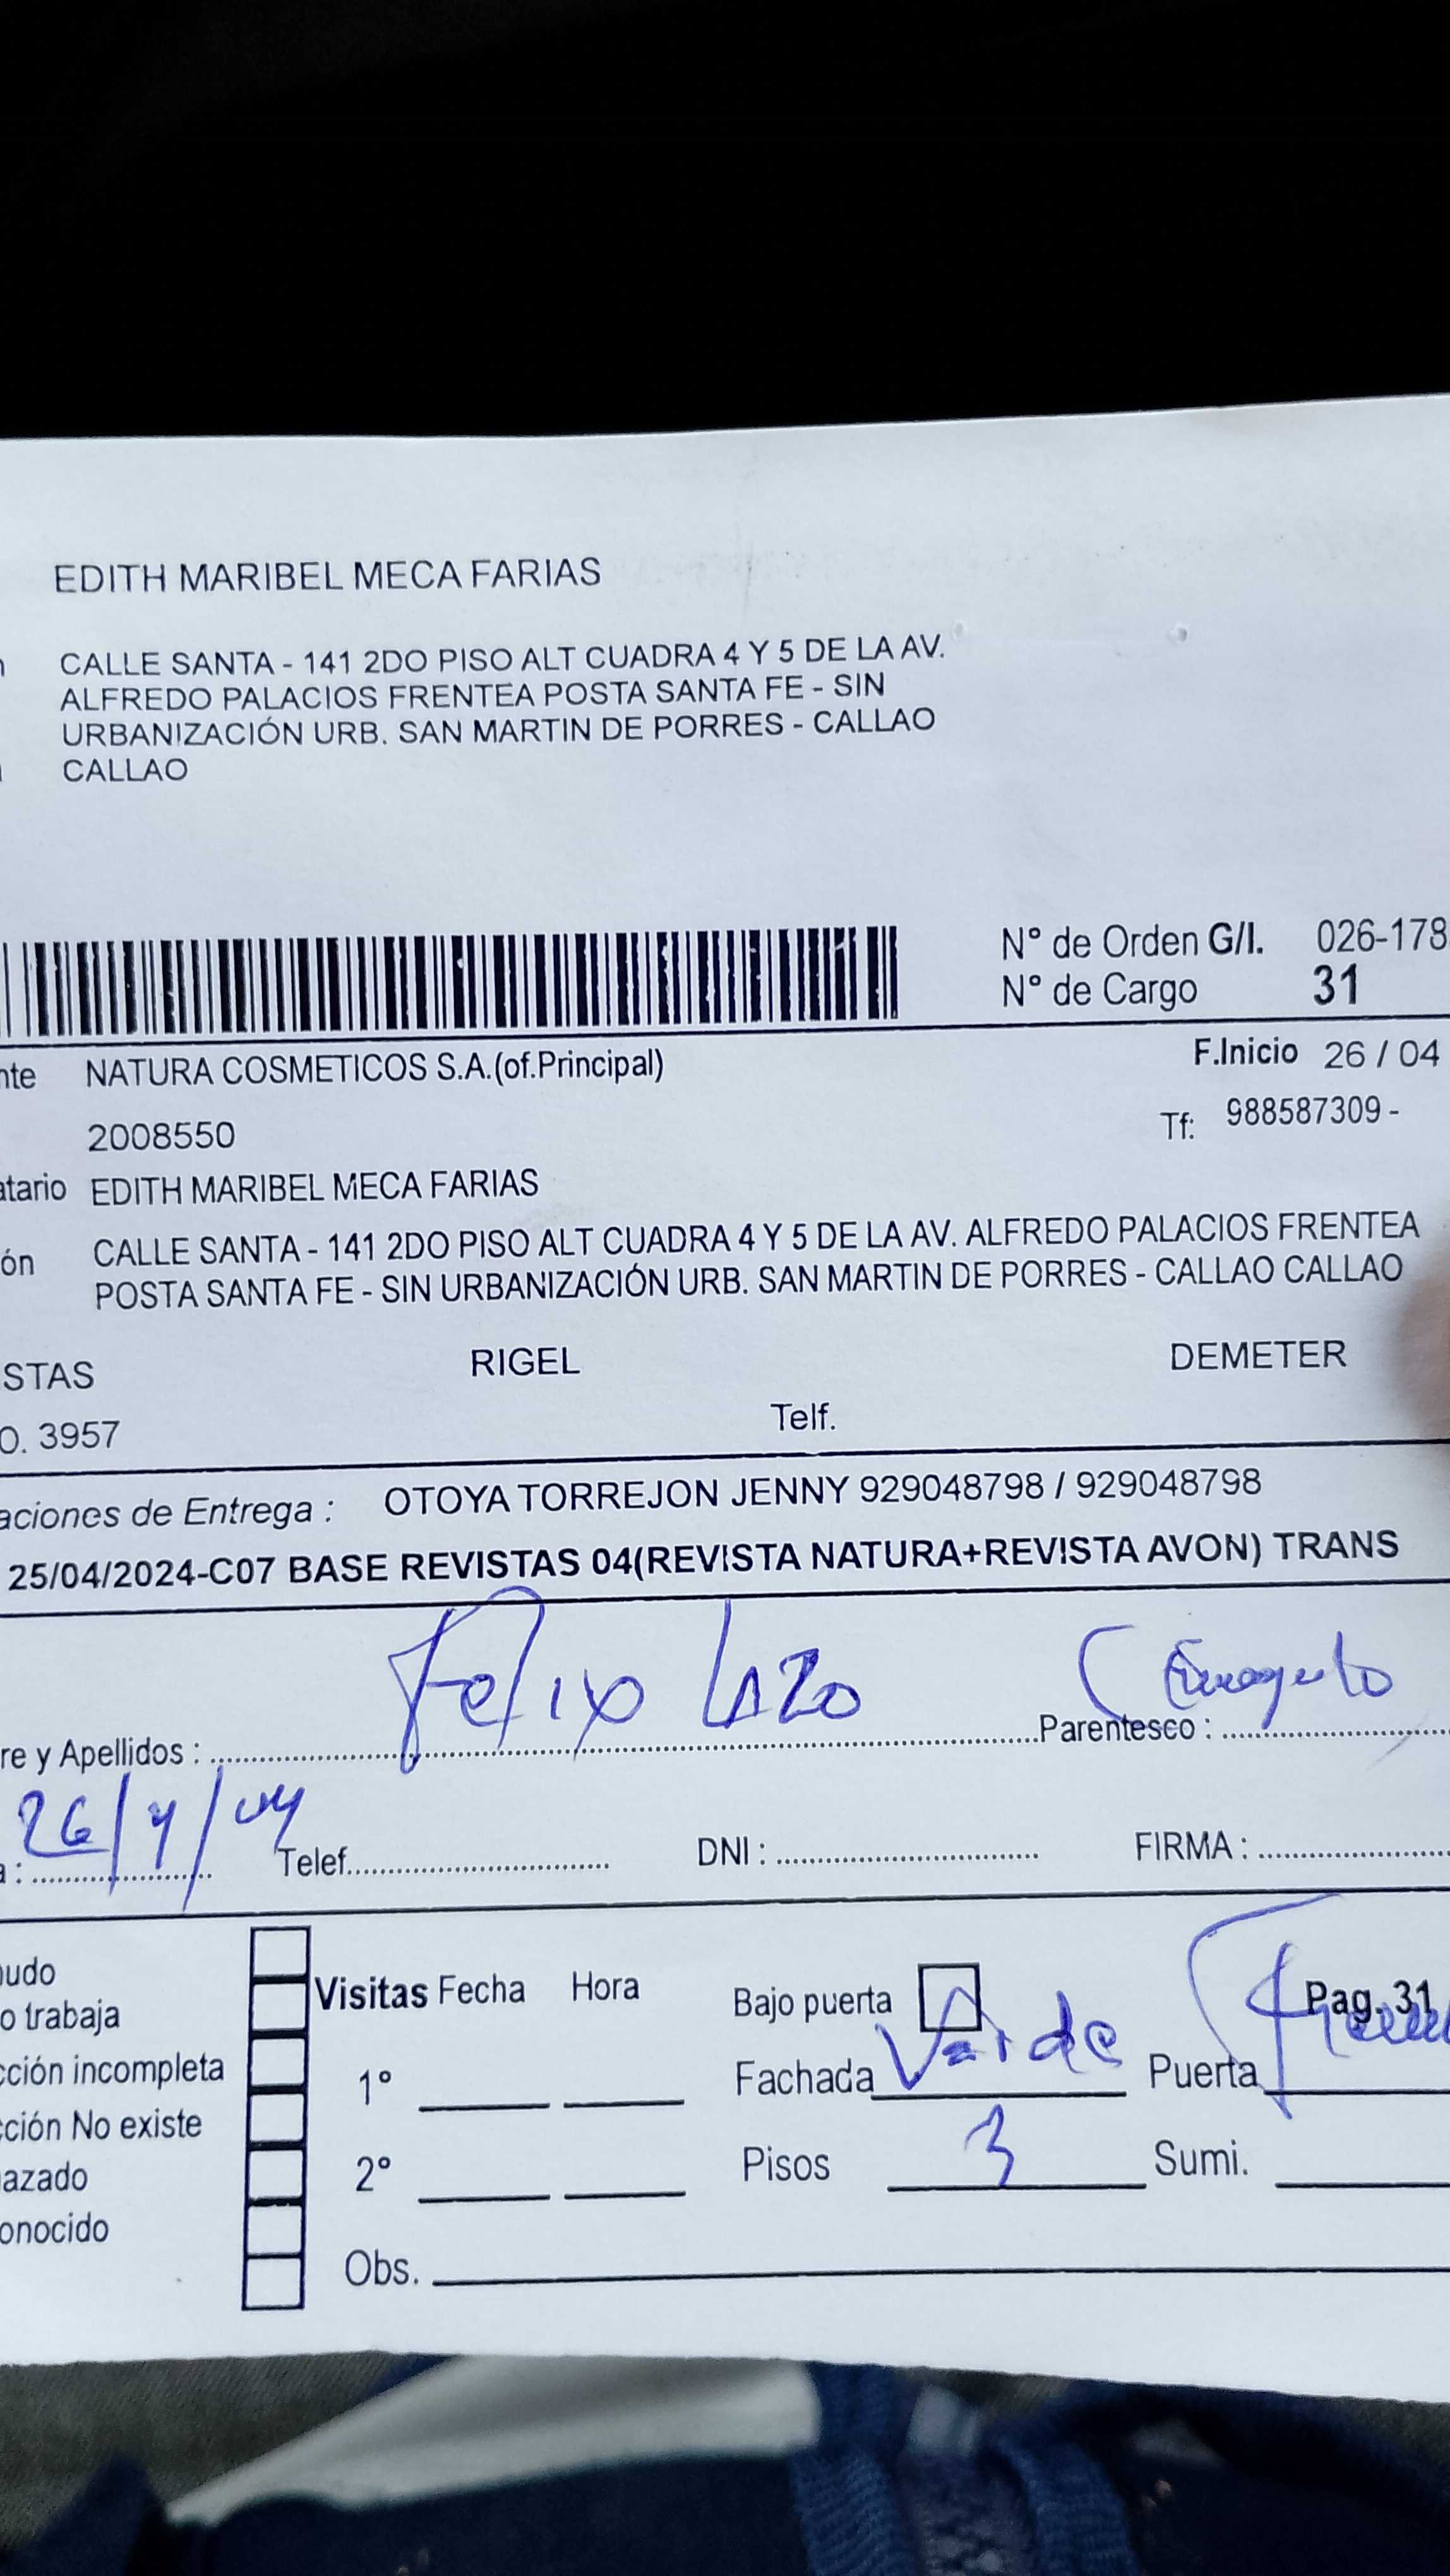 EDITH MARIBEL MECA FARIAS
CALLE SANTA - 141 2DO PISO ALT CUADRA 4 Y 5 DE LA AV.
ALFREDO PALACIOS FRENTEA POSTA SANTA FE - SIN
URBANIZACIÓN URB. SAN MARTIN DE PORRES - CALLAO
CALLAO
N° de Orden G/I. 026-178
N° de Cargo 31
nte NATURA COSMETICOS S.A.(of.Principal) F.Inicio 26 / 04
2008550 Tf: 988587309 -
atario EDITH MARIBEL MECA FARIAS
ón CALLE SANTA - 141 2DO PISO ALT CUADRA 4 Y 5 DE LA AV. ALFREDO PALACIOS FRENTEA
POSTA SANTA FE - SIN URBANIZACIÓN URB. SAN MARTIN DE PORRES - CALLAO CALLAO
STAS RIGEL DEMETER
O. 3957 Telf.
aciones de Entrega : OTOYA TORREJON JENNY 929048798 / 929048798
25/04/2024-C07 BASE REVISTAS 04(REVISTA NATURA+REVISTA AVON) TRANS
re y Apellidos : Felix Lazo Parentesco :
a : 26/4/ Telef. DNI : FIRMA :
udo
o trabaja
cción incompleta
cción No existe
azado
onocido
Visitas Fecha Hora
1°
2°
Obs.
Bajo puerta Pag. 31
Fachada Verde Puerta
Pisos 3 Sumi.